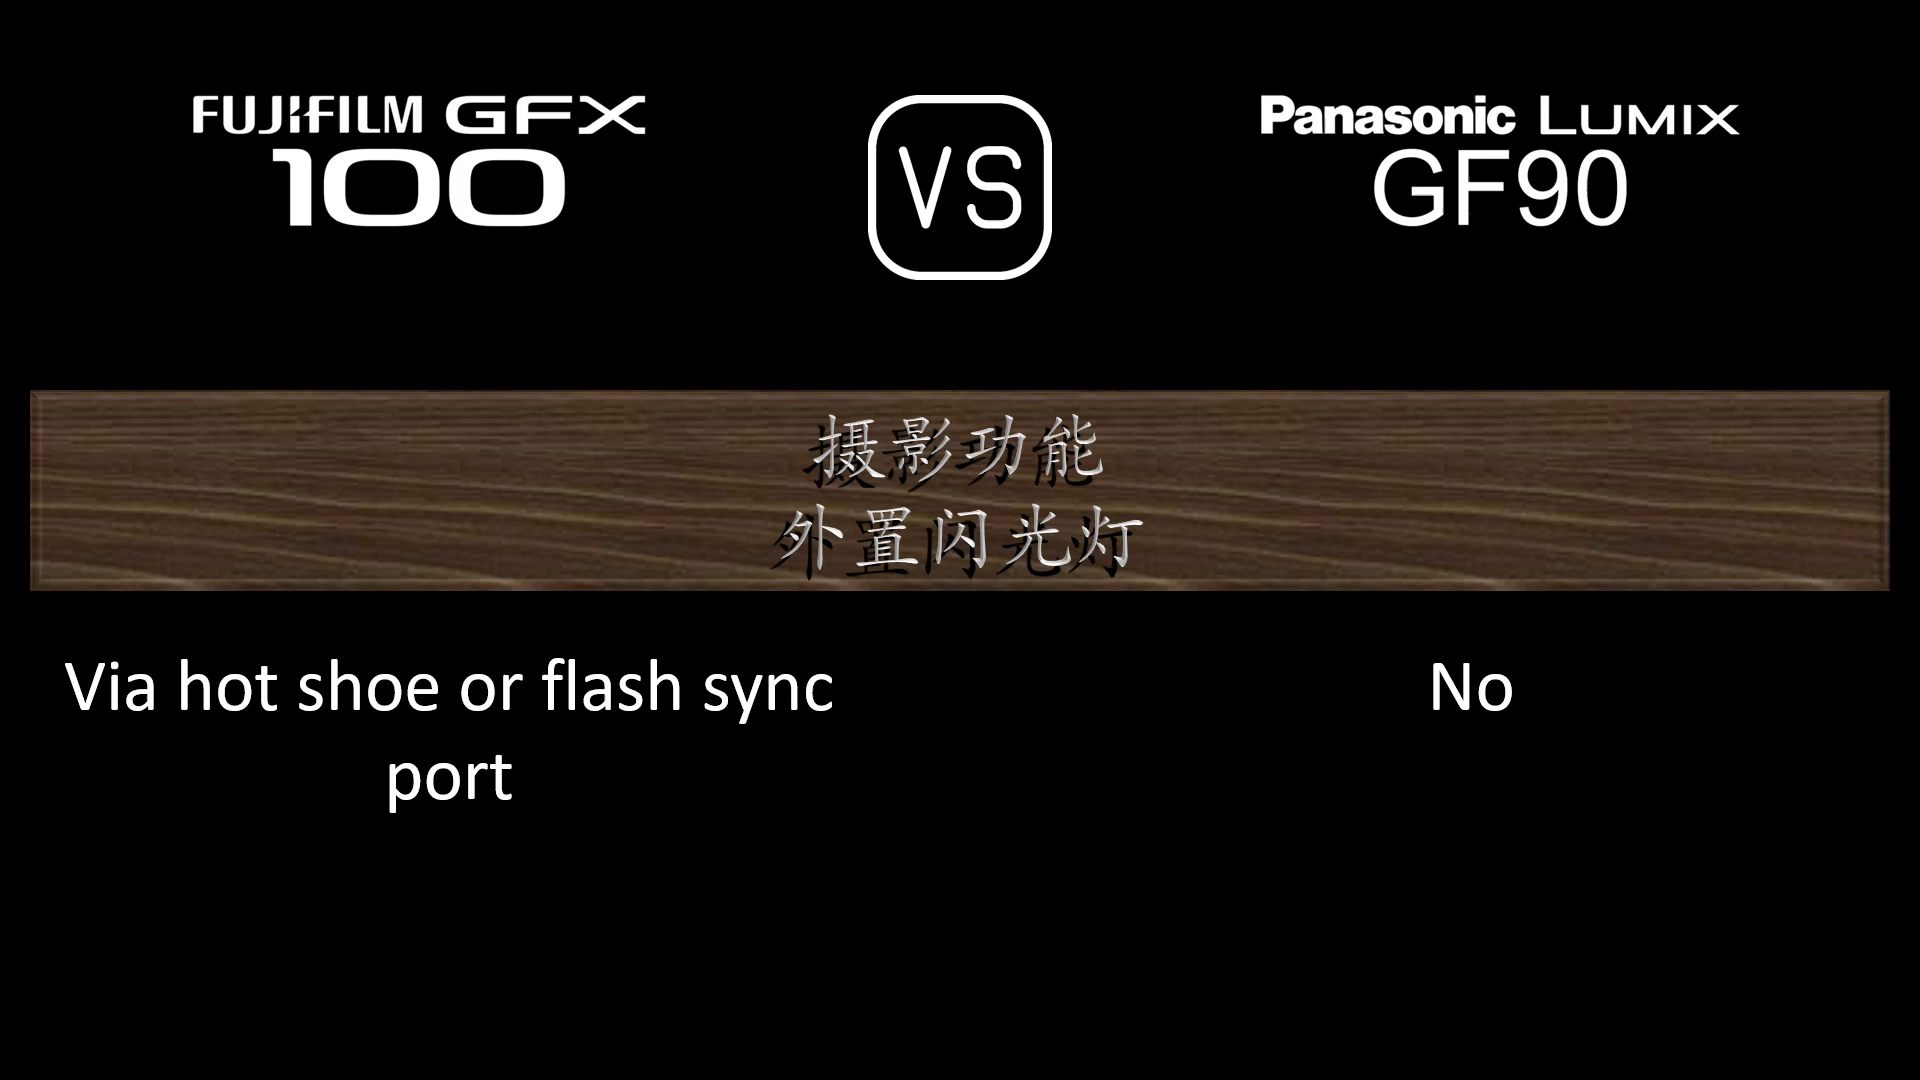 FUJIFILM GFX
100
VS
Panasonic LUMIX
GF90
摄影功能
外置闪光灯
Via hot shoe or flash sync
port
No